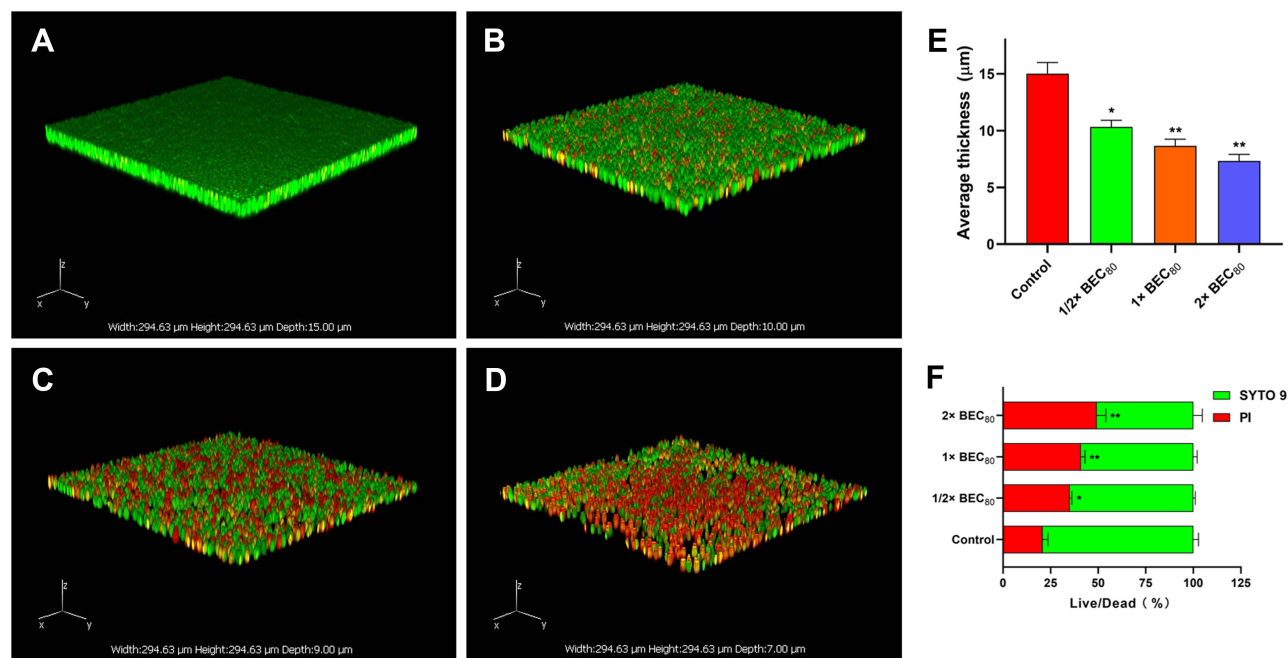 A
z
x
y
Width:294.63 µm Height:294.63 µm Depth:15.00 µm
B
z
x
y
Width:294.63 µm Height:294.63 µm Depth:10.00 µm
C
z
x
y
Width:294.63 µm Height:294.63 µm Depth:9.00 µm
D
z
x
y
Width:294.63 µm Height:294.63 µm Depth:7.00 µm
E
Average thickness (µm)
15
10
5
0
*
**
**
Control
1/2× BEC₈₀
1× BEC₈₀
2× BEC₈₀
F
SYTO 9
PI
2× BEC₈₀
**
1× BEC₈₀
**
1/2× BEC₈₀
*
Control
0 25 50 75 100 125
Live/Dead ( % )